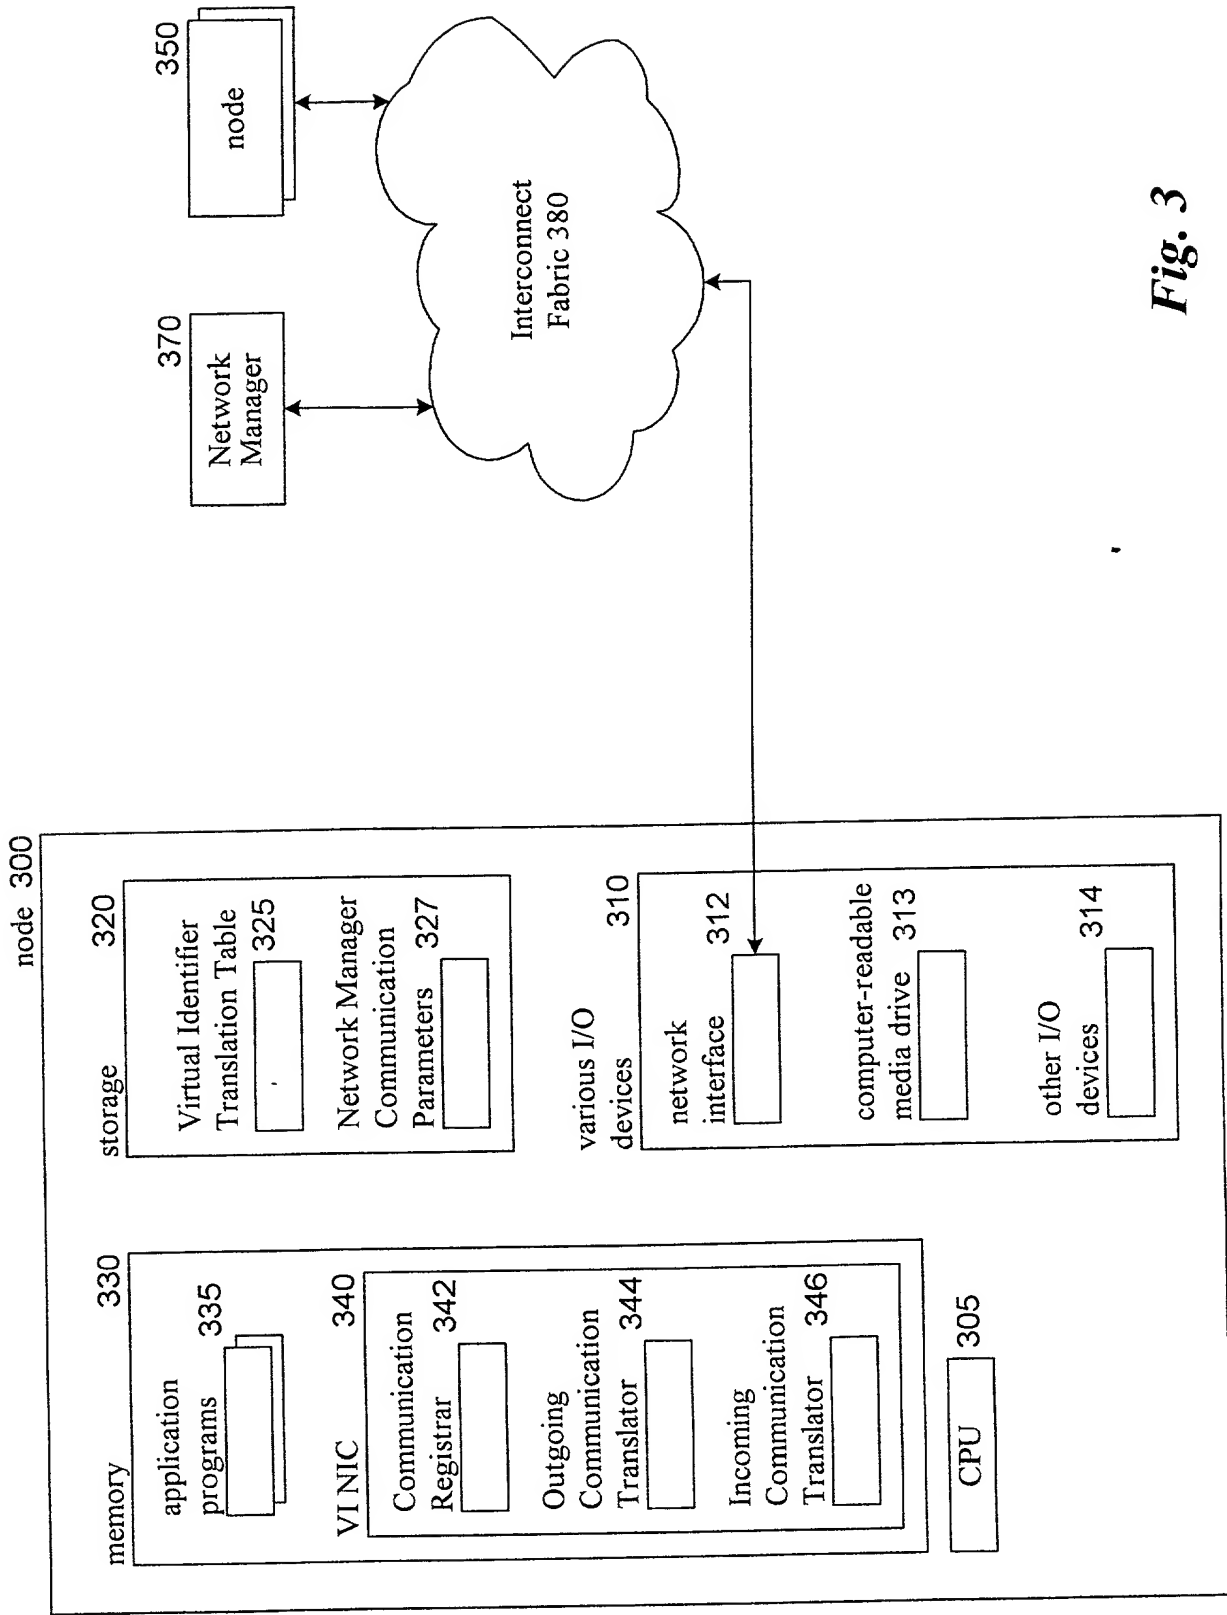 node 300
memory 330
application
programs 335
VI NIC 340
Communication
Registrar 342
Outgoing
Communication
Translator 344
Incoming
Communication
Translator 346
CPU 305
storage 320
Virtual Identifier
Translation Table
325
Network Manager
Communication
Parameters 327
various I/O
devices 310
network
interface 312
computer-readable
media drive 313
other I/O
devices 314
Network
Manager
370
node
350
Interconnect
Fabric 380
Fig. 3